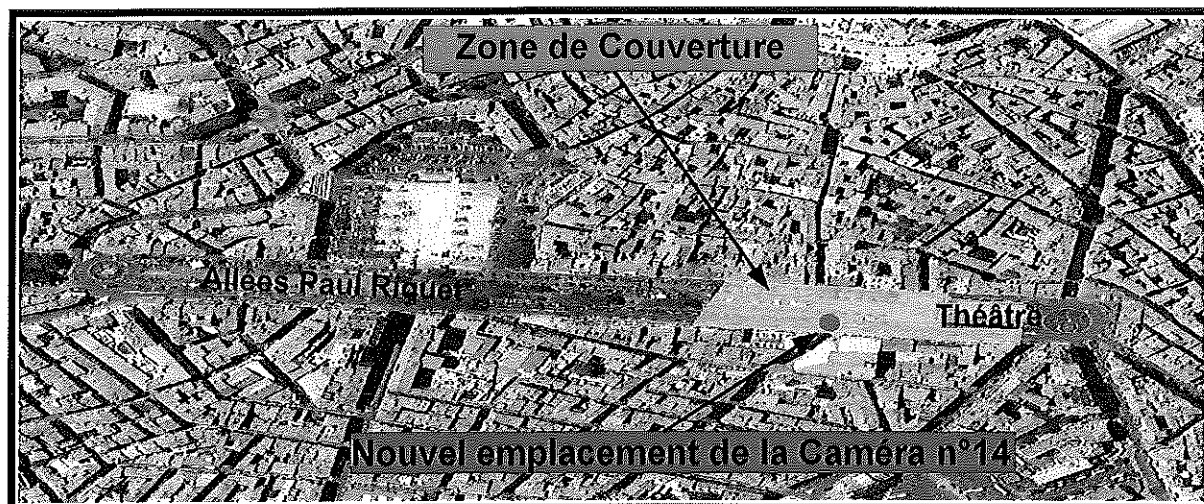 Zone de Couverture
Allées Paul Riquet
Théâtre
Nouvel emplacement de la Caméra n°14